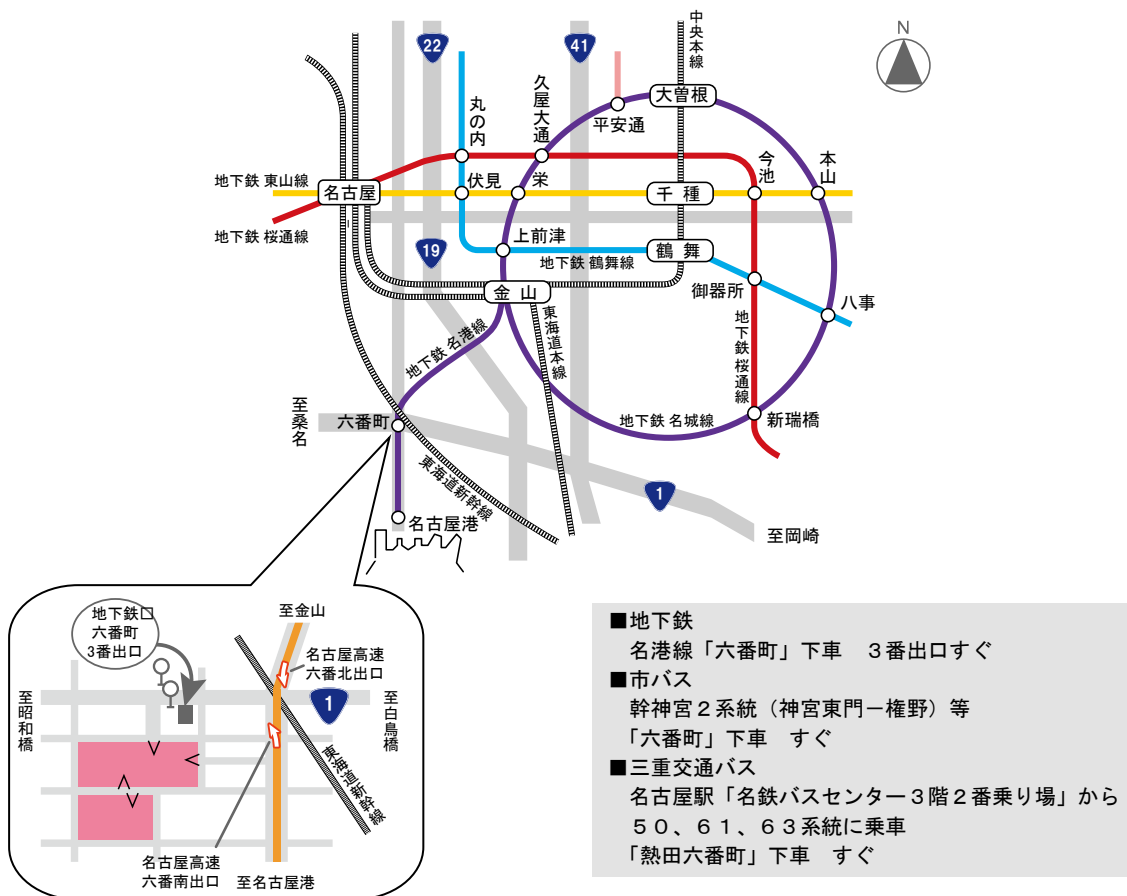 N
22
41
中央本線
大曽根
平安通
久屋大通
丸の内
今池
本山
地下鉄 東山線
名古屋
伏見
栄
千種
地下鉄 桜通線
19
上前津
地下鉄 鶴舞線
鶴舞
御器所
八事
金山
東海道本線
地下鉄 名港線
地下鉄 桜通線
至桑名
六番町
地下鉄 名城線
新瑞橋
東海道新幹線
1
名古屋港
至岡崎
地下鉄口
六番町
3番出口
至金山
名古屋高速
六番北出口
至昭和橋
1
至白鳥橋
東海道新幹線
名古屋高速
六番南出口
至名古屋港
■地下鉄
名港線「六番町」下車 3番出口すぐ
■市バス
幹神宮2系統（神宮東門－権野）等
「六番町」下車 すぐ
■三重交通バス
名古屋駅「名鉄バスセンター3階2番乗り場」から
50、61、63系統に乗車
「熱田六番町」下車 すぐ